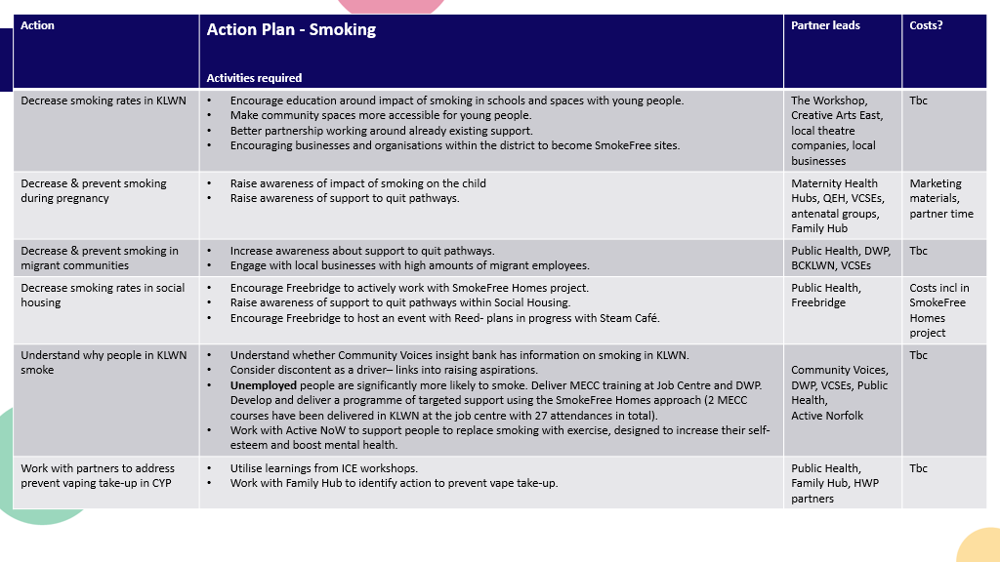 Action
Action Plan - Smoking
Activities required
Partner leads
Costs?
Decrease smoking rates in KLWN
• Encourage education around impact of smoking in schools and spaces with young people.
• Make community spaces more accessible for young people.
• Better partnership working around already existing support.
• Encouraging businesses and organisations within the district to become SmokeFree sites.
The Workshop,
Creative Arts East,
local theatre
companies, local
businesses
Tbc
Decrease & prevent smoking
during pregnancy
• Raise awareness of impact of smoking on the child
• Raise awareness of support to quit pathways.
Maternity Health
Hubs, QEH, VCSEs,
antenatal groups,
Family Hub
Marketing
materials,
partner time
Decrease & prevent smoking in
migrant communities
• Increase awareness about support to quit pathways.
• Engage with local businesses with high amounts of migrant employees.
Public Health, DWP,
BCKLWN, VCSEs
Tbc
Decrease smoking rates in social
housing
• Encourage Freebridge to actively work with SmokeFree Homes project.
• Raise awareness of support to quit pathways within Social Housing.
• Encourage Freebridge to host an event with Reed- plans in progress with Steam Café.
Public Health,
Freebridge
Costs incl in
SmokeFree
Homes
project
Understand why people in KLWN
smoke
• Understand whether Community Voices insight bank has information on smoking in KLWN.
• Consider discontent as a driver– links into raising aspirations.
• Unemployed people are significantly more likely to smoke. Deliver MECC training at Job Centre and DWP.
Develop and deliver a programme of targeted support using the SmokeFree Homes approach (2 MECC
courses have been delivered in KLWN at the job centre with 27 attendances in total).
• Work with Active NoW to support people to replace smoking with exercise, designed to increase their self-
esteem and boost mental health.
Community Voices,
DWP, VCSEs, Public
Health,
Active Norfolk
Tbc
Work with partners to address
prevent vaping take-up in CYP
• Utilise learnings from ICE workshops.
• Work with Family Hub to identify action to prevent vape take-up.
Public Health,
Family Hub, HWP
partners
Tbc